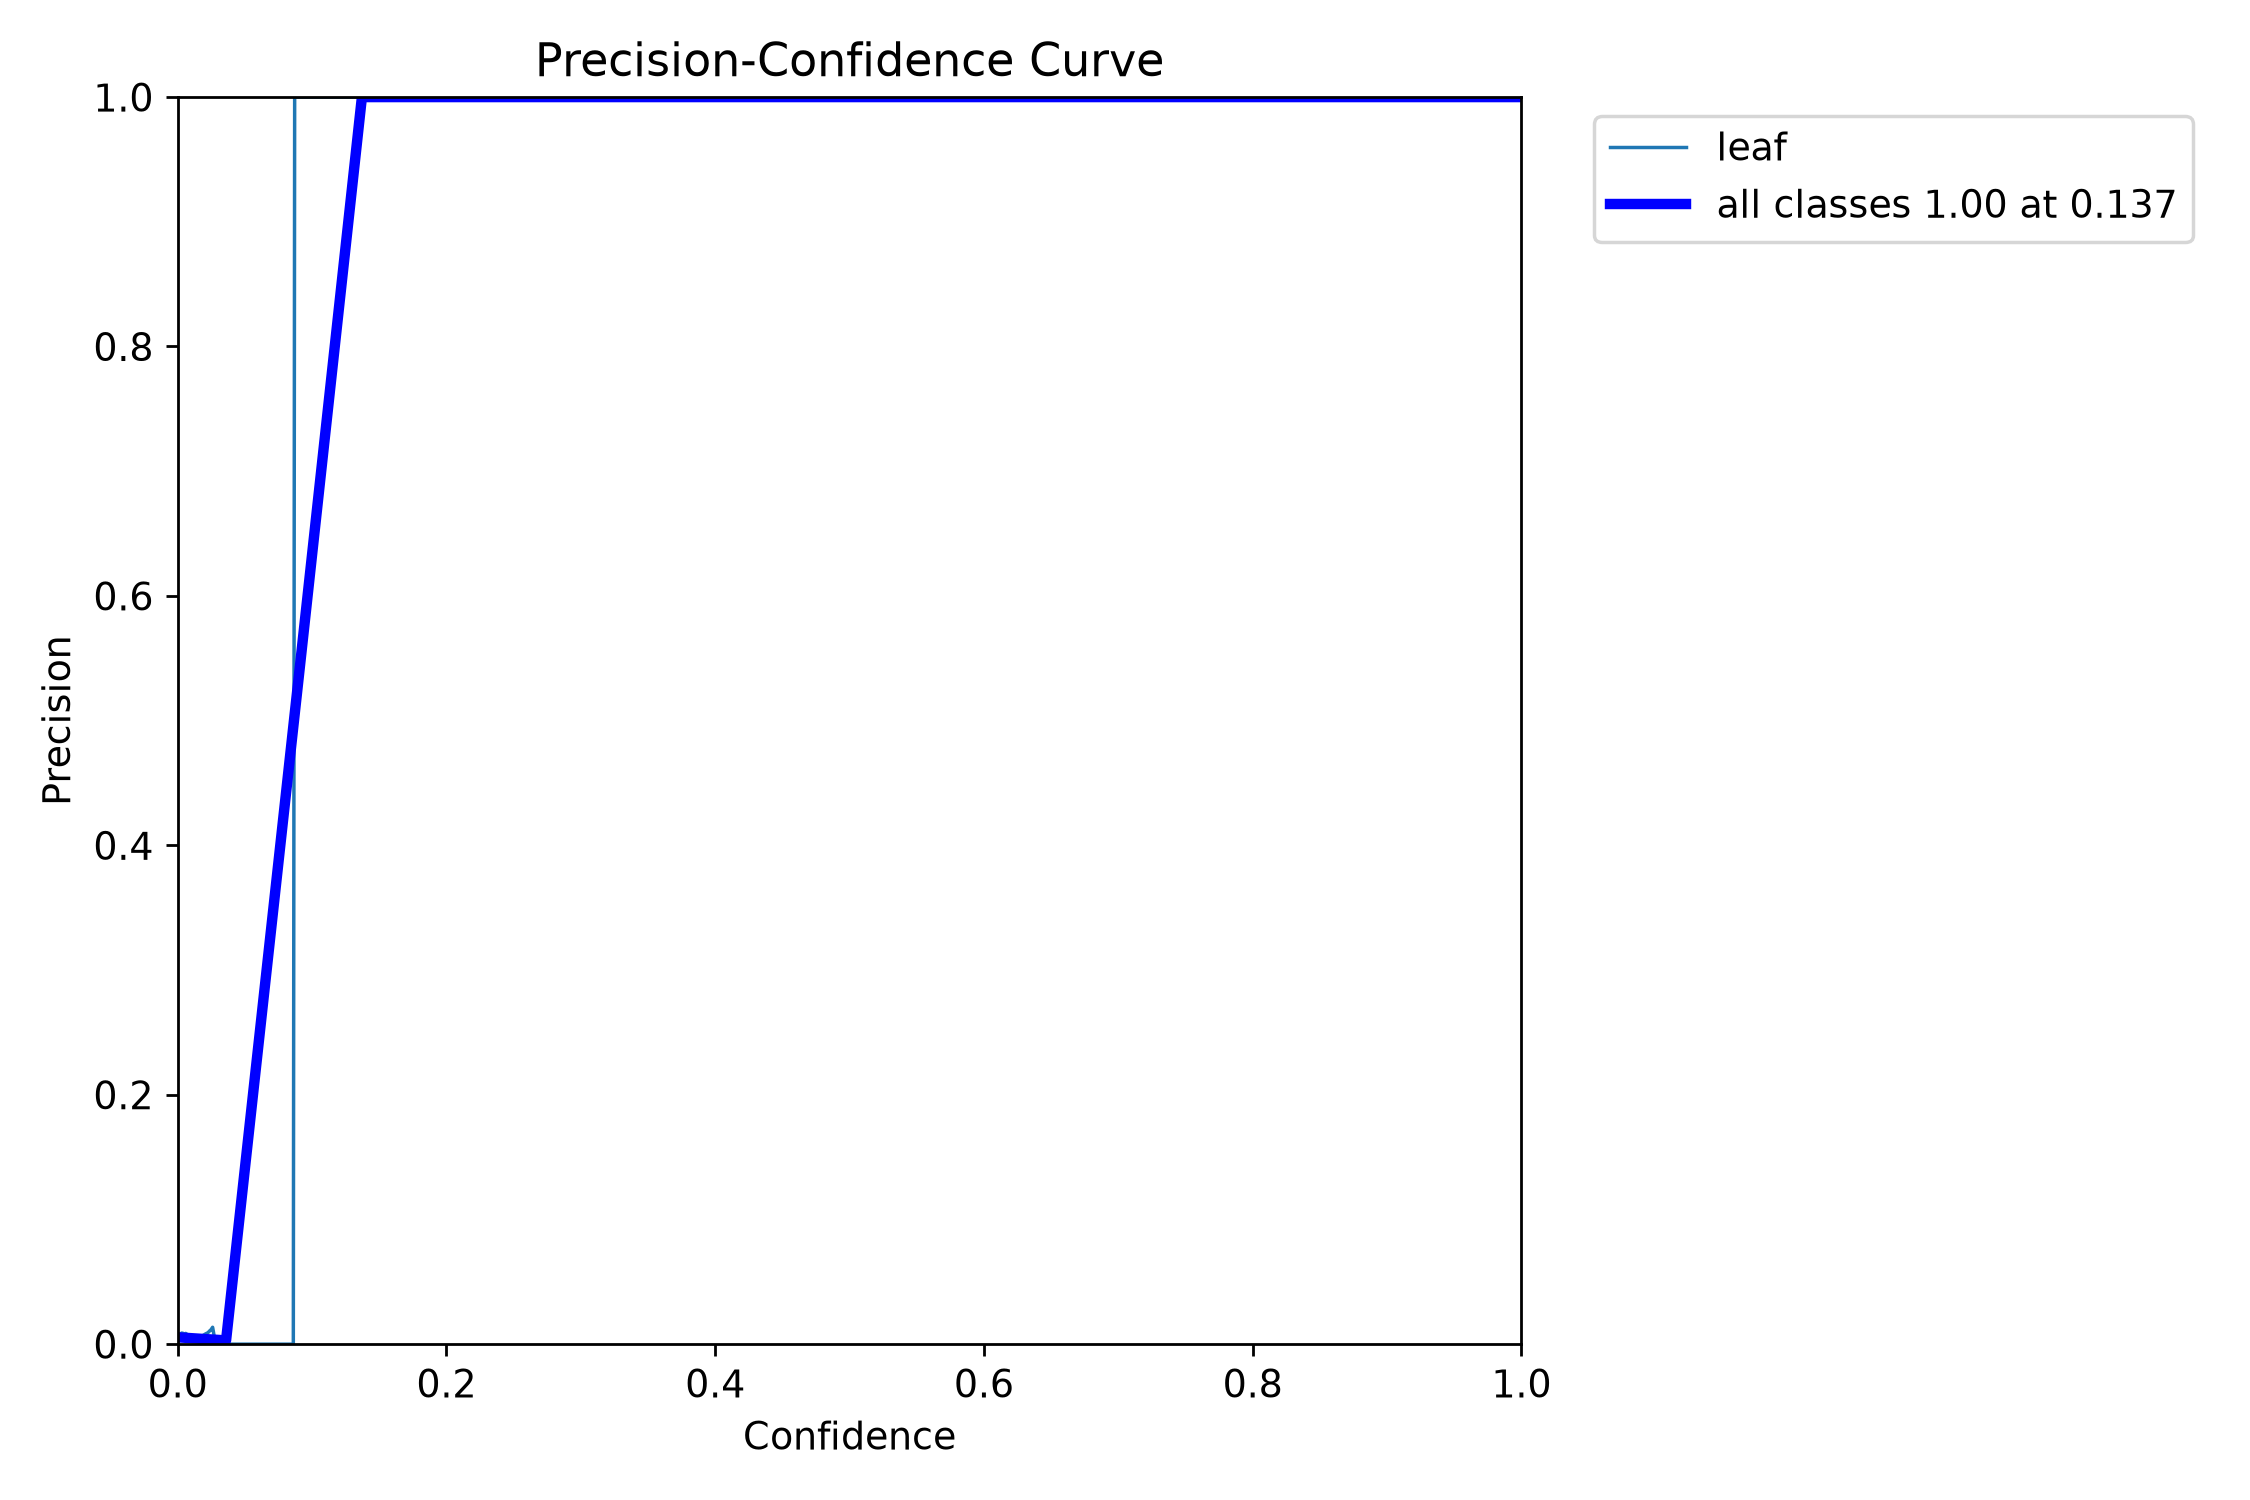 Precision-Confidence Curve
1.0
0.8
0.6
0.4
0.2
0.0
Precision
0.0 0.2 0.4 0.6 0.8 1.0
Confidence
leaf
all classes 1.00 at 0.137